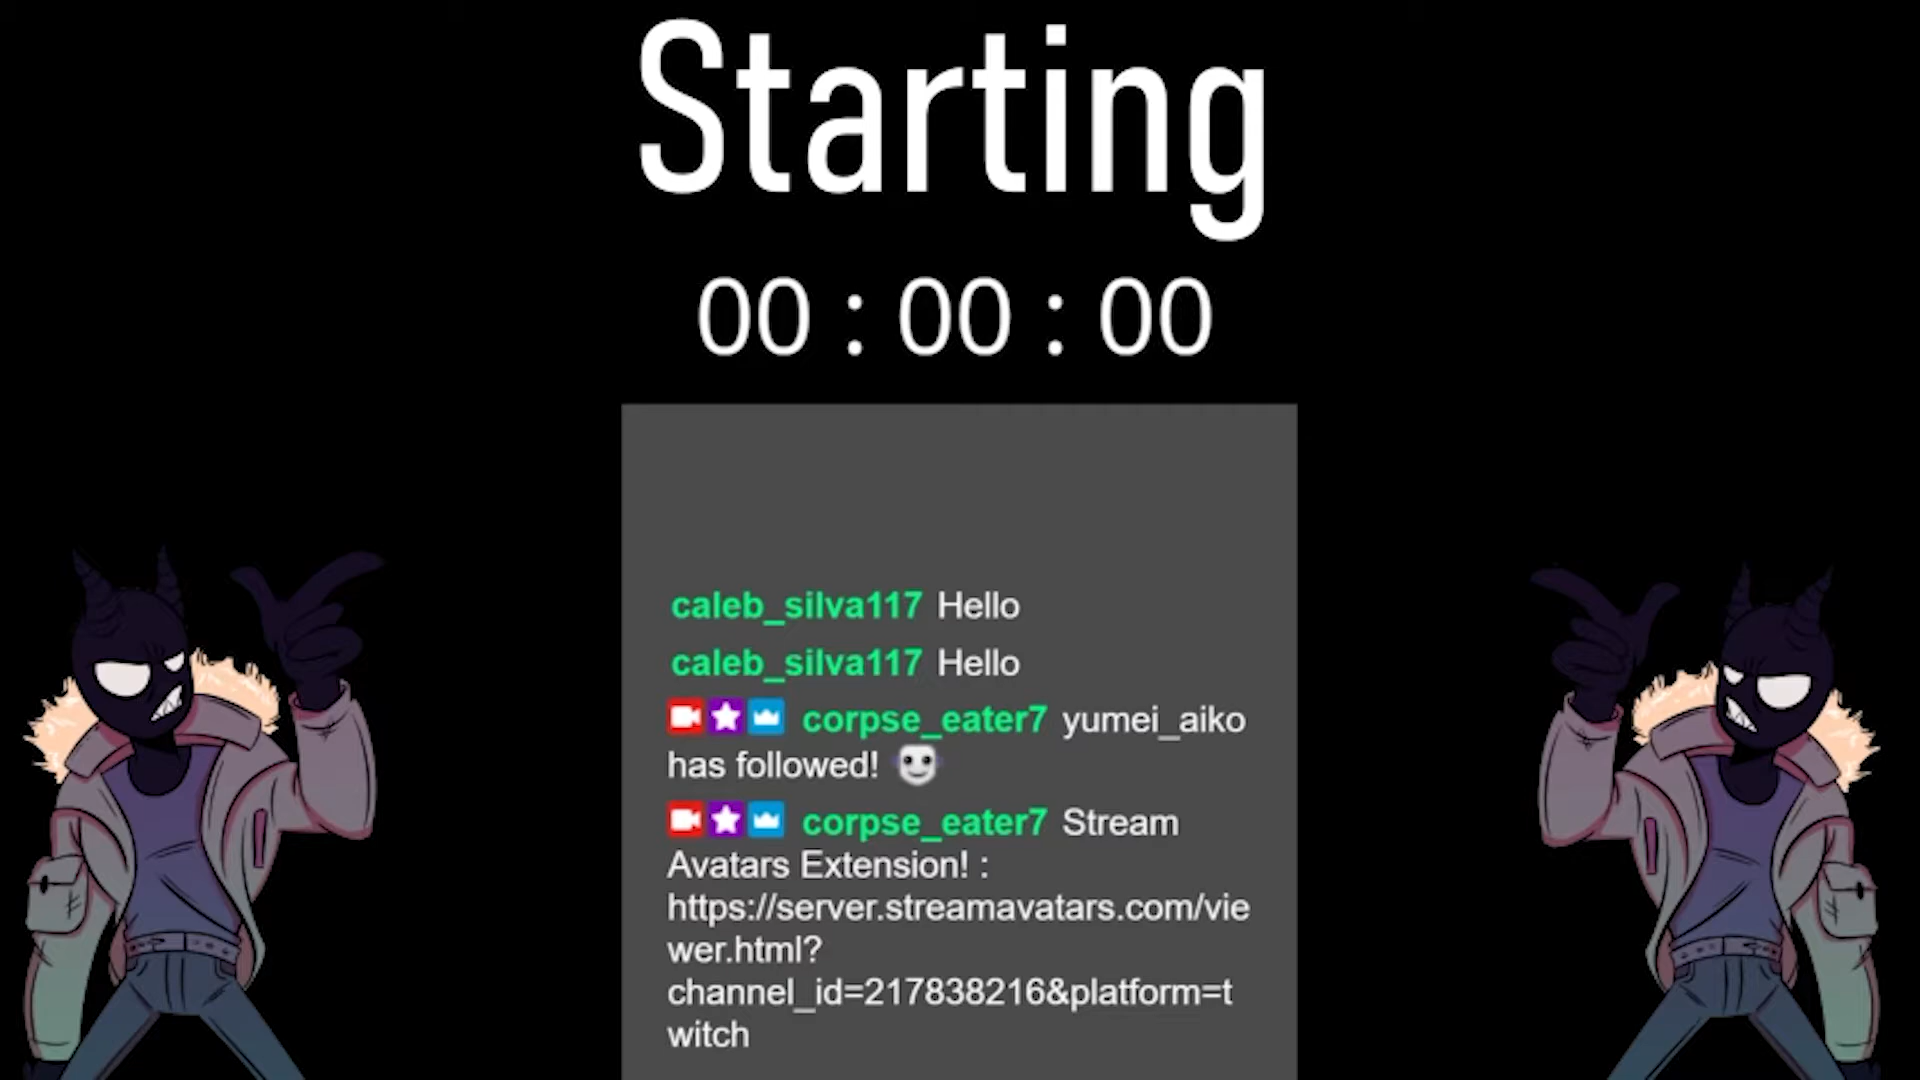 Starting
00 : 00 : 00
caleb_silva117 Hello
caleb_silva117 Hello
corpse_eater7 yumei_aiko
has followed!
corpse_eater7 Stream
Avatars Extension! :
https://server.streamavatars.com/vie
wer.html?
channel_id=217838216&platform=t
witch